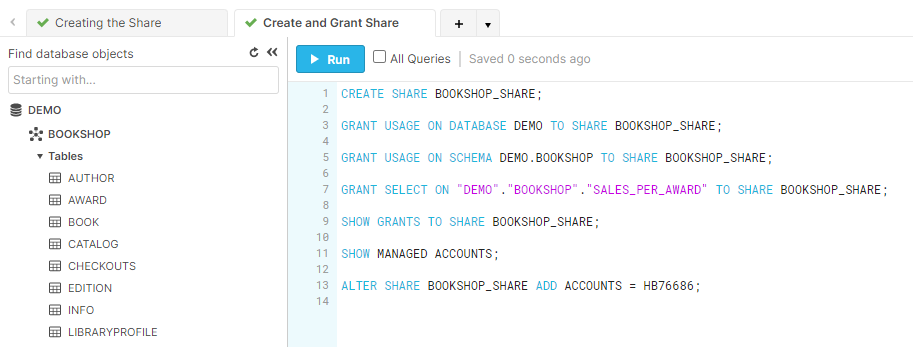 Creating the Share
Create and Grant Share
Find database objects
Starting with...
DEMO
BOOKSHOP
Tables
AUTHOR
AWARD
BOOK
CATALOG
CHECKOUTS
EDITION
INFO
LIBRARYPROFILE
Run
All Queries
Saved 0 seconds ago
1 CREATE SHARE BOOKSHOP_SHARE;
2
3 GRANT USAGE ON DATABASE DEMO TO SHARE BOOKSHOP_SHARE;
4
5 GRANT USAGE ON SCHEMA DEMO.BOOKSHOP TO SHARE BOOKSHOP_SHARE;
6
7 GRANT SELECT ON "DEMO"."BOOKSHOP"."SALES_PER_AWARD" TO SHARE BOOKSHOP_SHARE;
8
9 SHOW GRANTS TO SHARE BOOKSHOP_SHARE;
10
11 SHOW MANAGED ACCOUNTS;
12
13 ALTER SHARE BOOKSHOP_SHARE ADD ACCOUNTS = HB76686;
14